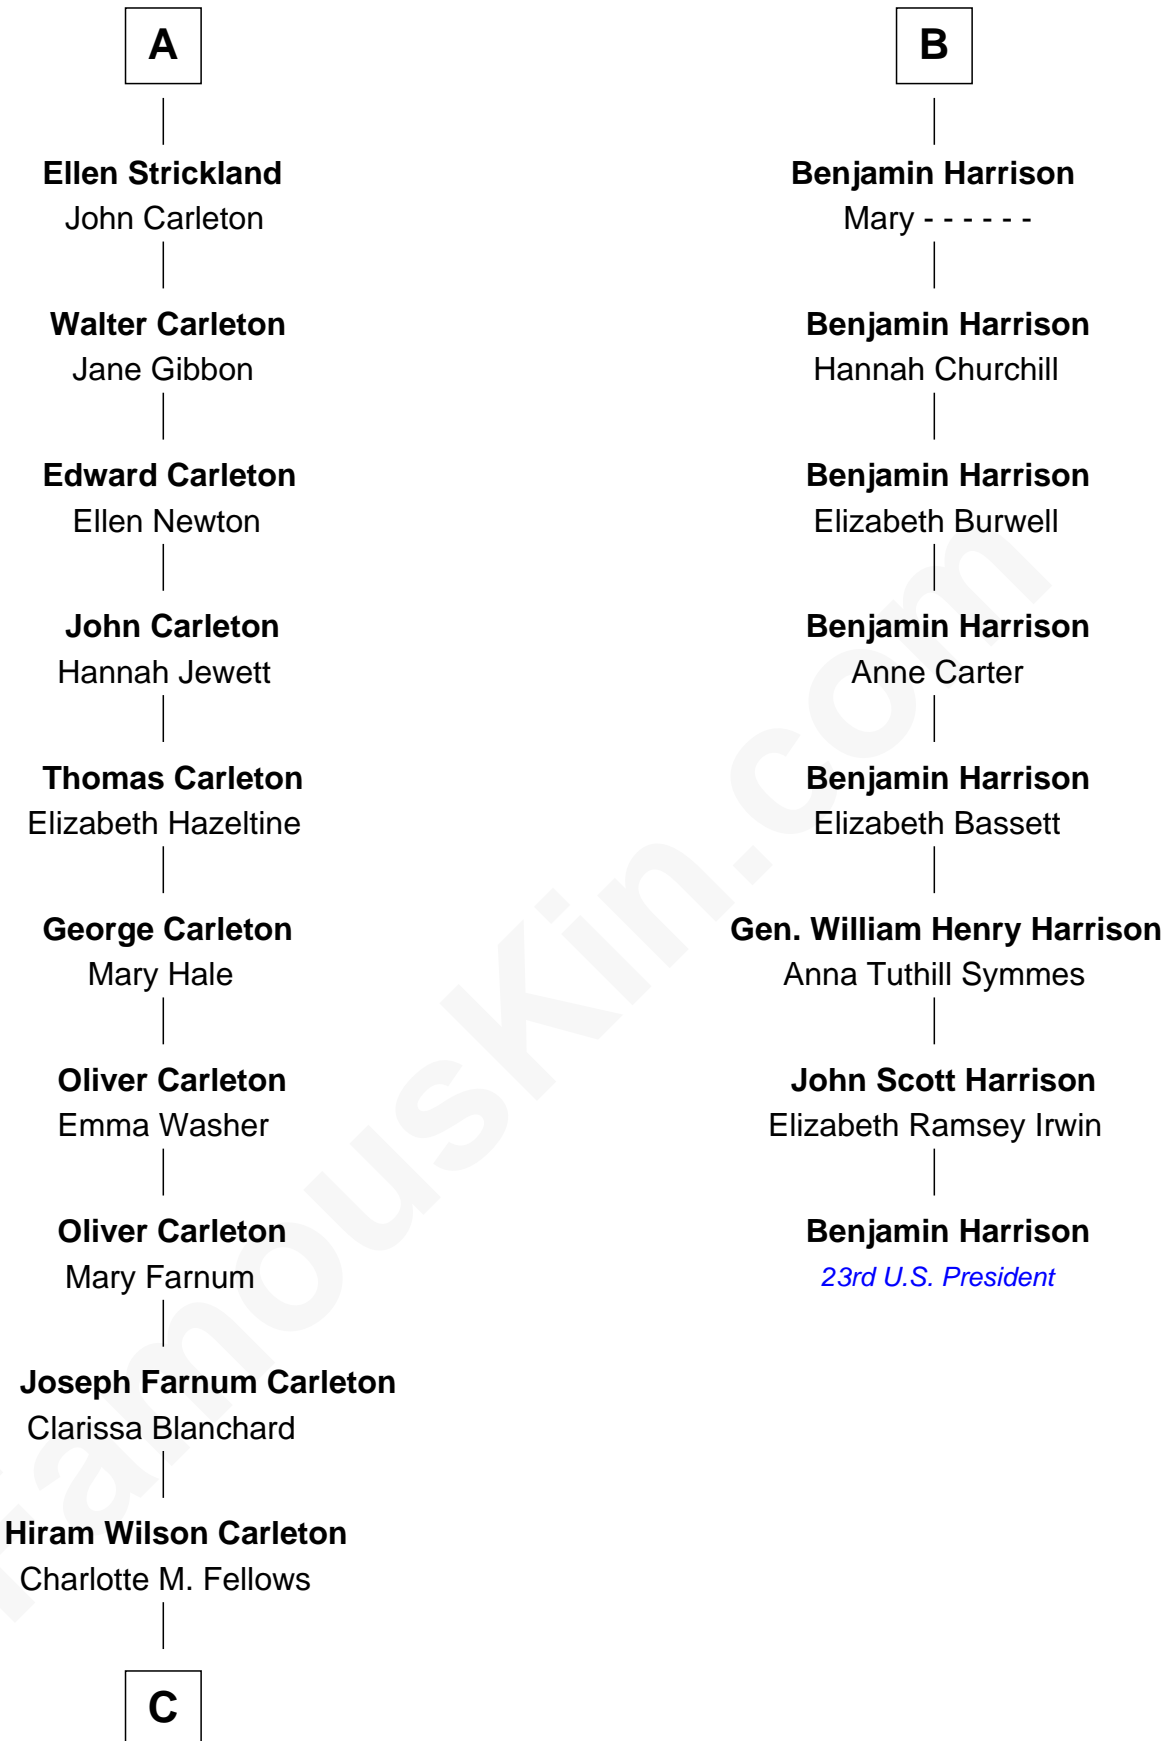 A
Ellen Strickland
John Carleton
Walter Carleton
Jane Gibbon
Edward Carleton
Ellen Newton
John Carleton
Hannah Jewett
Thomas Carleton
Elizabeth Hazeltine
George Carleton
Mary Hale
Oliver Carleton
Emma Washer
Oliver Carleton
Mary Farnum
Joseph Farnum Carleton
Clarissa Blanchard
Hiram Wilson Carleton
Charlotte M. Fellows
C
B
Benjamin Harrison
Mary - - - - - -
Benjamin Harrison
Hannah Churchill
Benjamin Harrison
Elizabeth Burwell
Benjamin Harrison
Anne Carter
Benjamin Harrison
Elizabeth Bassett
Gen. William Henry Harrison
Anna Tuthill Symmes
John Scott Harrison
Elizabeth Ramsey Irwin
Benjamin Harrison
23rd U.S. President
FamousKin.com